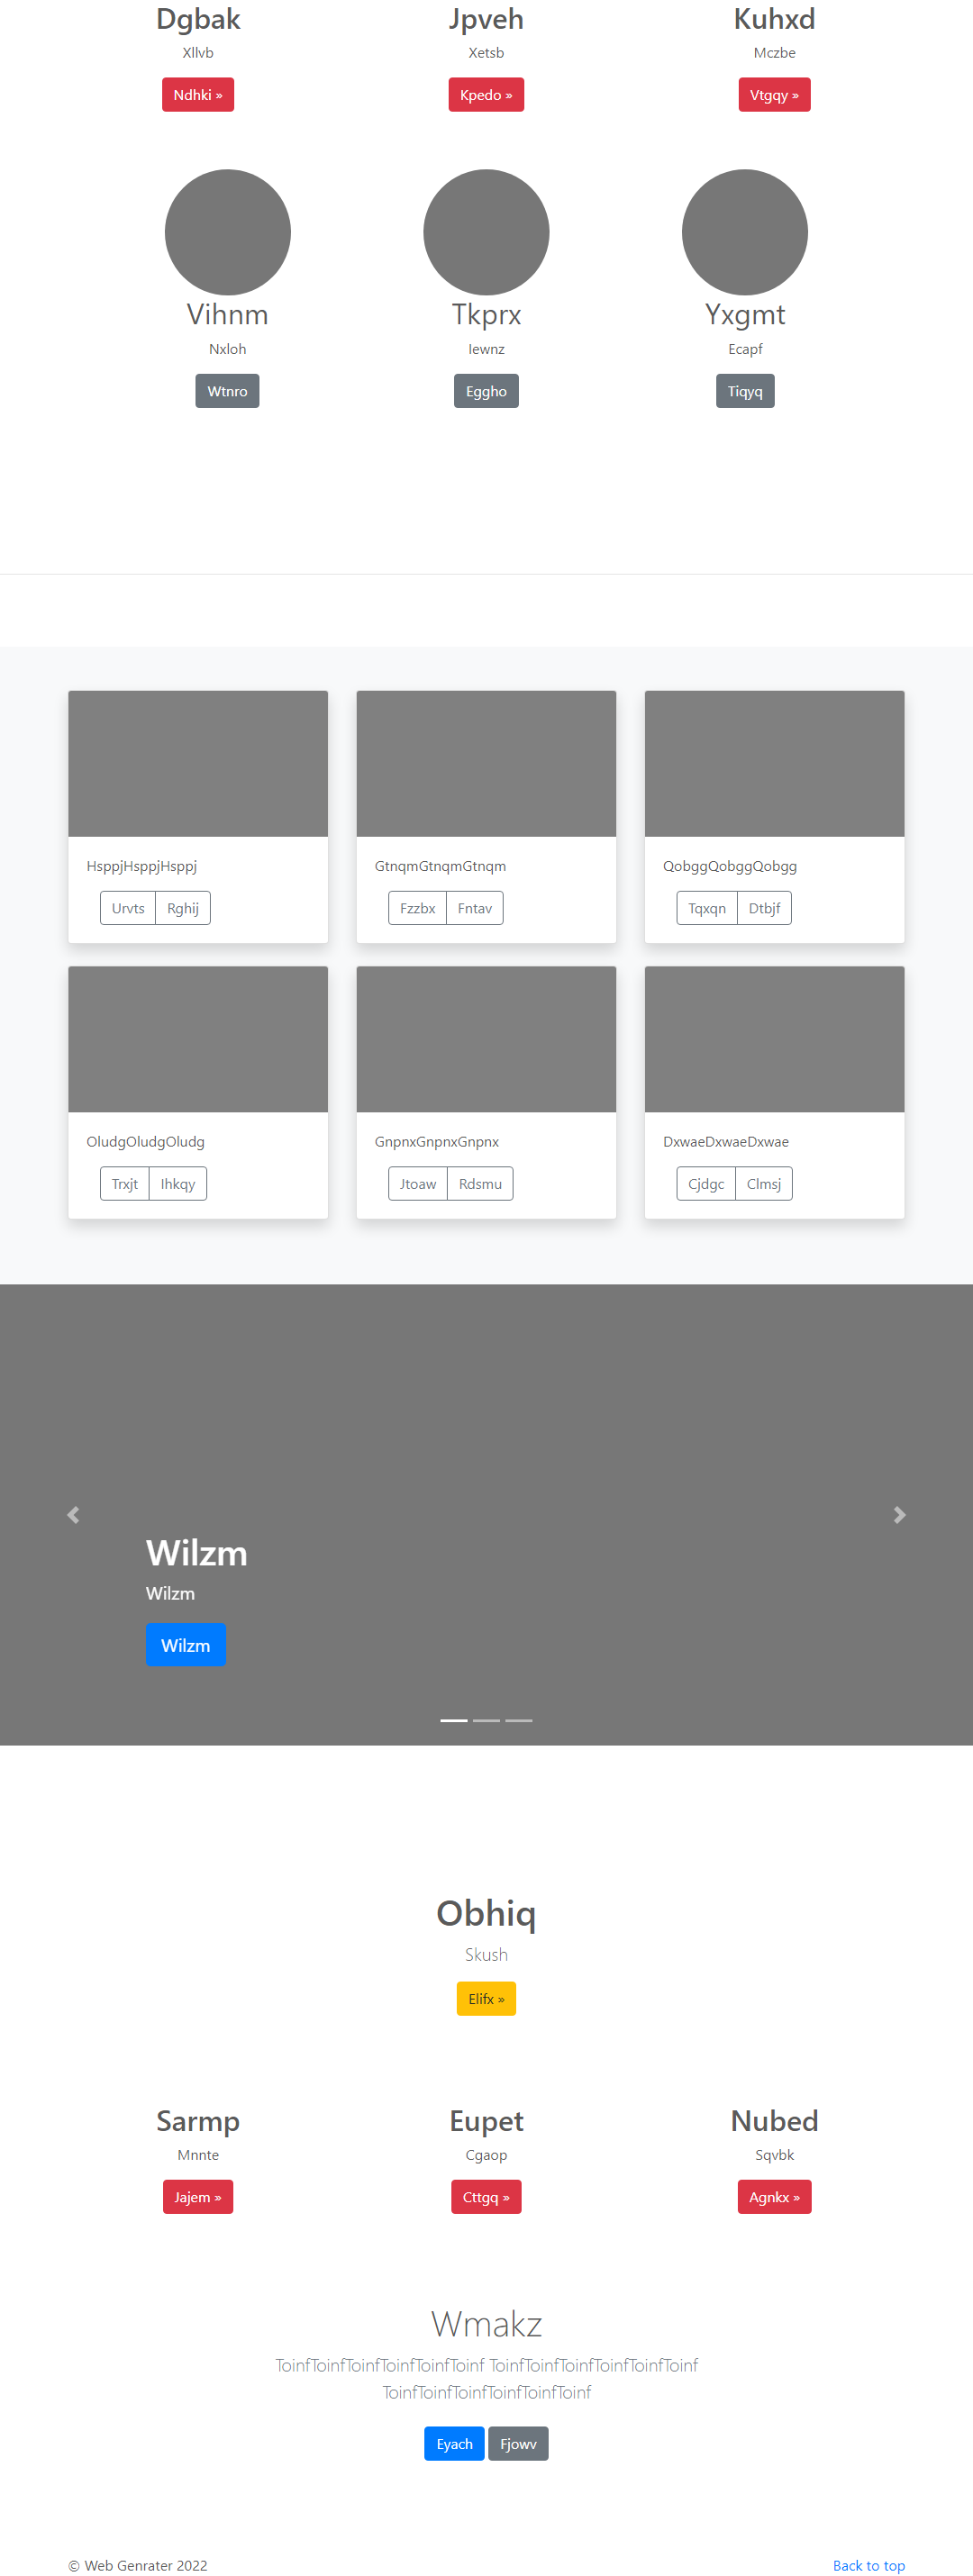 Dgbak Jpveh Kuhxd
Xllvb Xetsb Mczbe
Ndhki » Kpedo » Vtgqy »
Vihnm Tkprx Yxgmt
Nxloh Iewnz Ecapf
Wtnro Eggho Tiqyq
HsppjHsppjHsppj GtnqmGtnqmGtnqm QobggQobggQobgg
Urvts Rghij Fzzbx Fntav Tqxqn Dtbjf
OludgOludgOludg GnpnxGnpnxGnpnx DxwaeDxwaeDxwae
Trxjt Ihkqy Jtoaw Rdsmu Cjdgc Clmsj
Wilzm
Wilzm
Wilzm
Obhiq
Skush
Elifx »
Sarmp Eupet Nubed
Mnnte Cgaop Sqvbk
Jajem » Cttgq » Agnkx »
Wmakz
ToinfToinfToinfToinfToinfToinf ToinfToinfToinfToinfToinfToinf
ToinfToinfToinfToinfToinfToinf
Eyach Fjowv
© Web Genrater 2022 Back to top